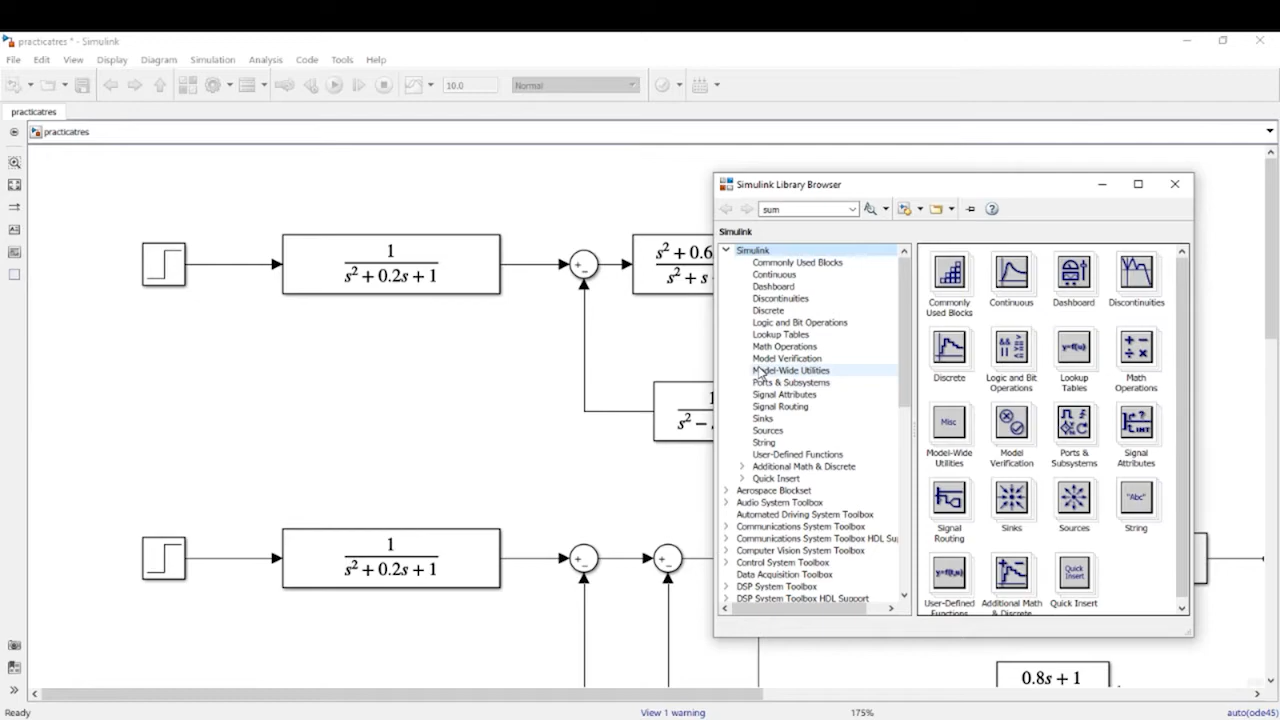 practicatres * - Simulink
File Edit View Display Diagram Simulation Analysis Code Tools Help
10.0 Normal
practicatres
practicatres
1
s² + 0.2s + 1
+
-
s² + 0.6
s² + s
1
s² -
1
s² + 0.2s + 1
+
-
+
-
0.8s + 1
Simulink Library Browser
sum
Simulink
Simulink
Commonly Used Blocks
Continuous
Dashboard
Discontinuities
Discrete
Logic and Bit Operations
Lookup Tables
Math Operations
Model Verification
Model-Wide Utilities
Ports & Subsystems
Signal Attributes
Signal Routing
Sinks
Sources
String
User-Defined Functions
Additional Math & Discrete
Quick Insert
Aerospace Blockset
Audio System Toolbox
Automated Driving System Toolbox
Communications System Toolbox
Communications System Toolbox HDL Su
Computer Vision System Toolbox
Control System Toolbox
Data Acquisition Toolbox
DSP System Toolbox
DSP System Toolbox HDL Support
Commonly Used Blocks
Continuous
Dashboard
Discontinuities
Discrete
Logic and Bit Operations
y=f(u)
Lookup Tables
+ −
× ÷
Math Operations
Misc
Model-Wide Utilities
Model Verification
Ports & Subsystems
Signal Attributes
Signal Routing
Sinks
Sources
"Abc"
String
y=f(u)
User-Defined Functions
Additional Math & Discrete
Quick Insert
Quick Insert
Ready View 1 warning 175% auto(ode45)